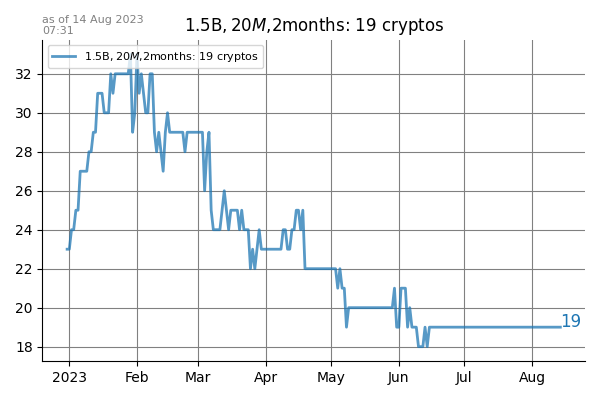 as of 14 Aug 2023
07:31
1.5B, 20M,2months: 19 cryptos
1.5B, 20M,2months: 19 cryptos
32
30
28
26
24
22
20
18
19
2023 Feb Mar Apr May Jun Jul Aug